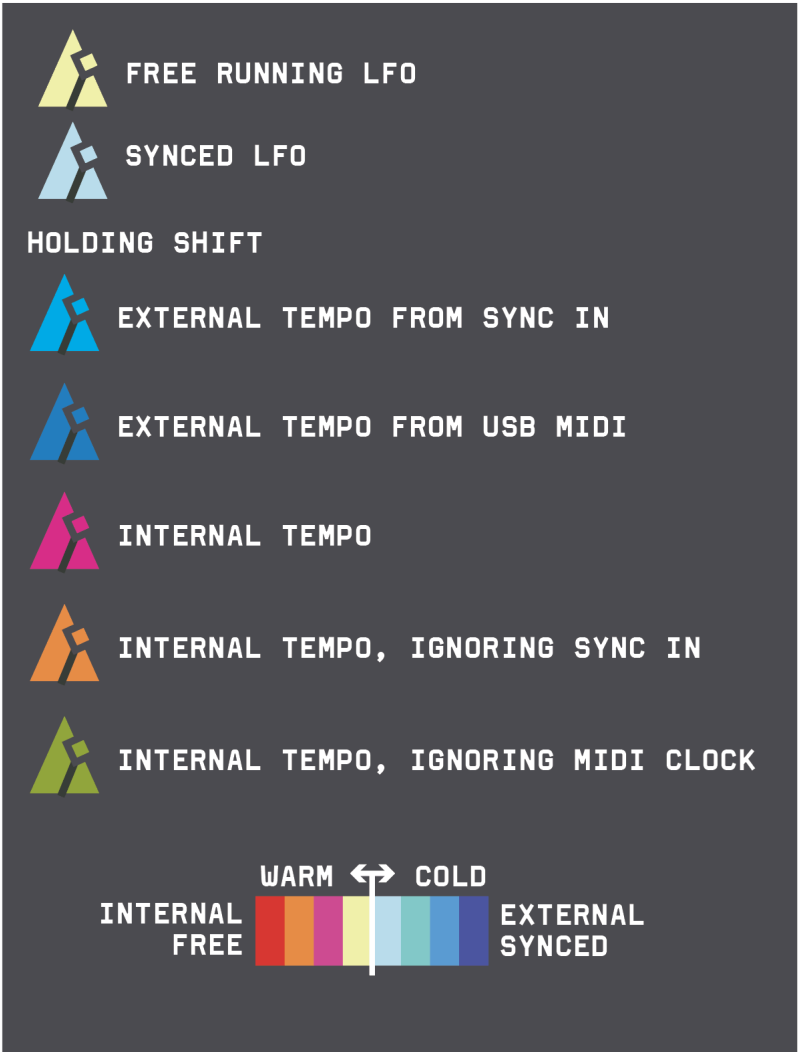 FREE RUNNING LFO
SYNCED LFO
HOLDING SHIFT
EXTERNAL TEMPO FROM SYNC IN
EXTERNAL TEMPO FROM USB MIDI
INTERNAL TEMPO
INTERNAL TEMPO, IGNORING SYNC IN
INTERNAL TEMPO, IGNORING MIDI CLOCK
WARM COLD
INTERNAL
FREE
EXTERNAL
SYNCED